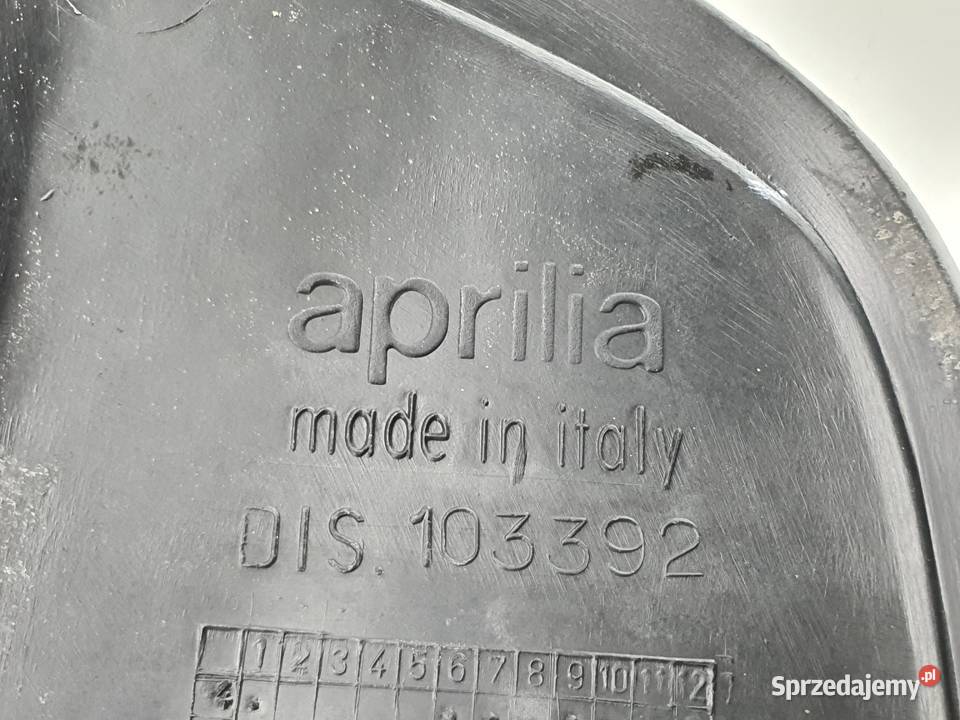 aprilia
made in italy
DIS. 103392
1 2 3 4 5 6 7 8 9 10 11 12
4
Sprzedajemy.pl